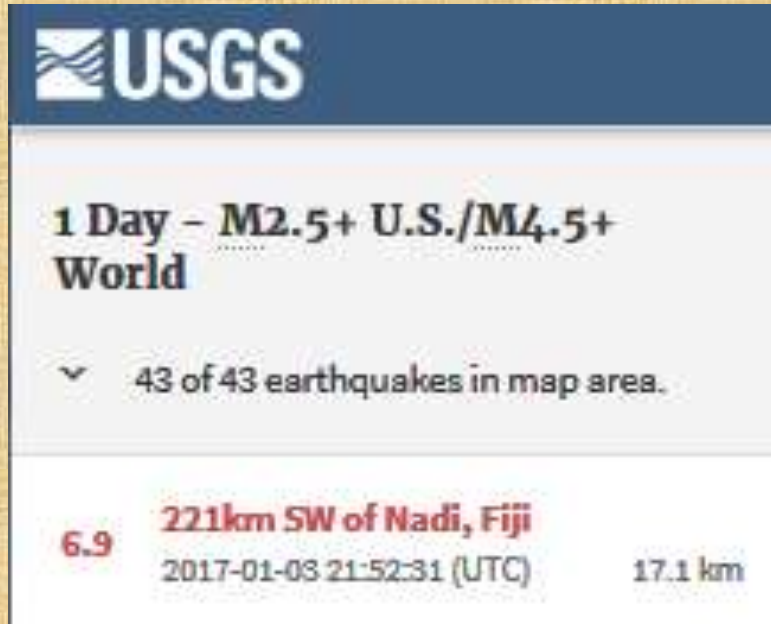 USGS
1 Day - M2.5+ U.S./M4.5+
World
43 of 43 earthquakes in map area.
6.9 221km SW of Nadi, Fiji
2017-01-03 21:52:31 (UTC) 17.1 km